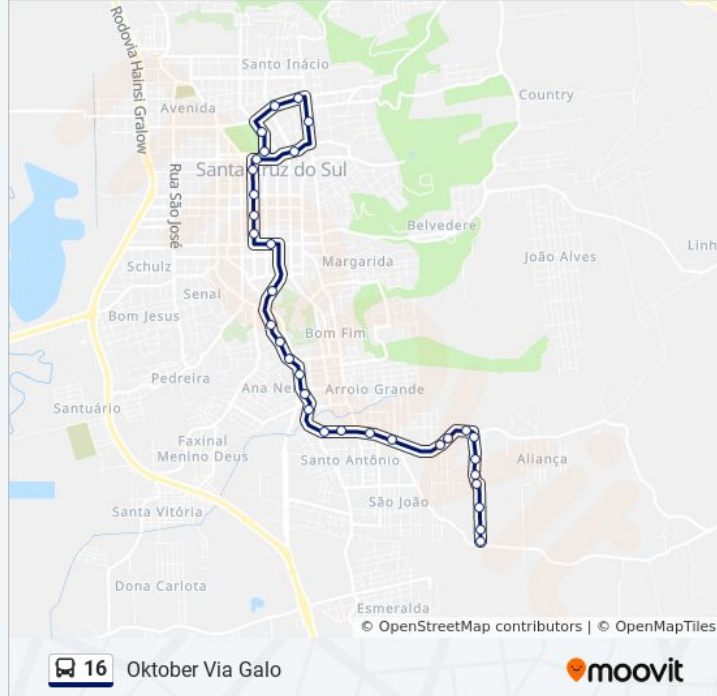 Rodovia Hainsi Gralow
Santo Inácio
Avenida
Country
Santa Cruz do Sul
Rua São José
Belvedere
João Alves
Linh
Margarida
Schulz
Senai
Bom Jesus
Bom Fim
Pedreira
Ana Ne
Arroio Grande
Santuário
Faxinal
Menino Deus
Santo Antônio
Aliança
São João
Santa Vitória
Dona Carlota
Esmeralda
© OpenStreetMap contributors | © OpenMapTiles
16 Oktober Via Galo
moovit